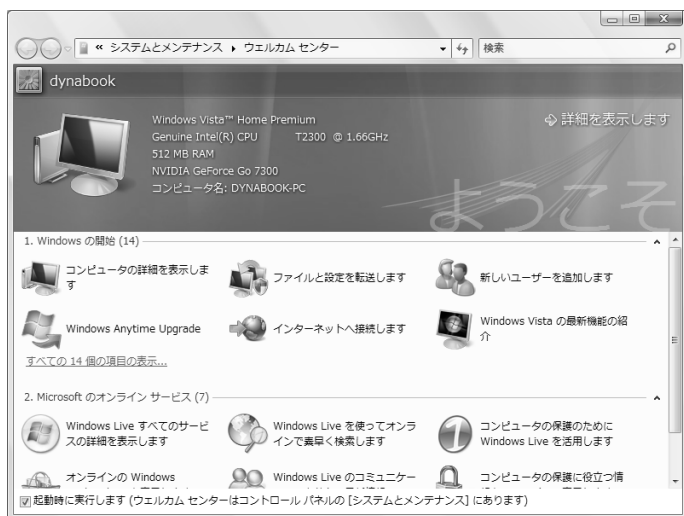 « システムとメンテナンス ▸ ウェルカム センター
検索
dynabook
Windows Vista™ Home Premium
Genuine Intel(R) CPU T2300 @ 1.66GHz
512 MB RAM
NVIDIA GeForce Go 7300
コンピュータ名: DYNABOOK-PC
詳細を表示します
ようこそ
1. Windows の開始 (14)
コンピュータの詳細を表示しま
す
ファイルと設定を転送します
新しいユーザーを追加します
Windows Anytime Upgrade
インターネットへ接続します
Windows Vista の最新機能の紹
介
すべての 14 個の項目の表示...
2. Microsoft のオンライン サービス (7)
Windows Live すべてのサービ
スの詳細を表示します
Windows Live を使ってオンラ
インで素早く検索します
コンピュータの保護のために
Windows Live を活用します
オンラインの Windows
Windows Live のコミュニケー
コンピュータの保護に役立つ情
起動時に実行します (ウェルカム センターはコントロール パネルの [システムとメンテナンス] にあります)